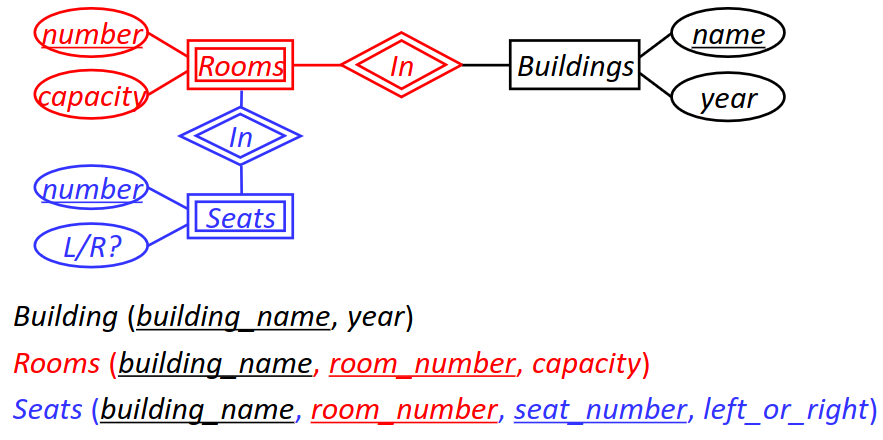 number
capacity
Rooms
In
Buildings
name
year
In
number
L/R?
Seats
Building (building_name, year)
Rooms (building_name, room_number, capacity)
Seats (building_name, room_number, seat_number, left_or_right)